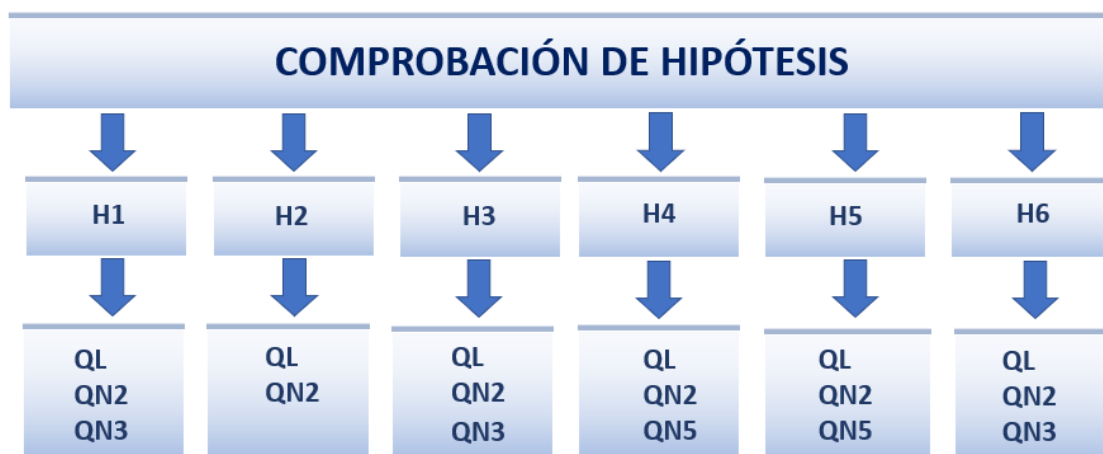 COMPROBACIÓN DE HIPÓTESIS
H1
H2
H3
H4
H5
H6
QL
QN2
QN3
QL
QN2
QL
QN2
QN3
QL
QN2
QN5
QL
QN2
QN5
QL
QN2
QN3